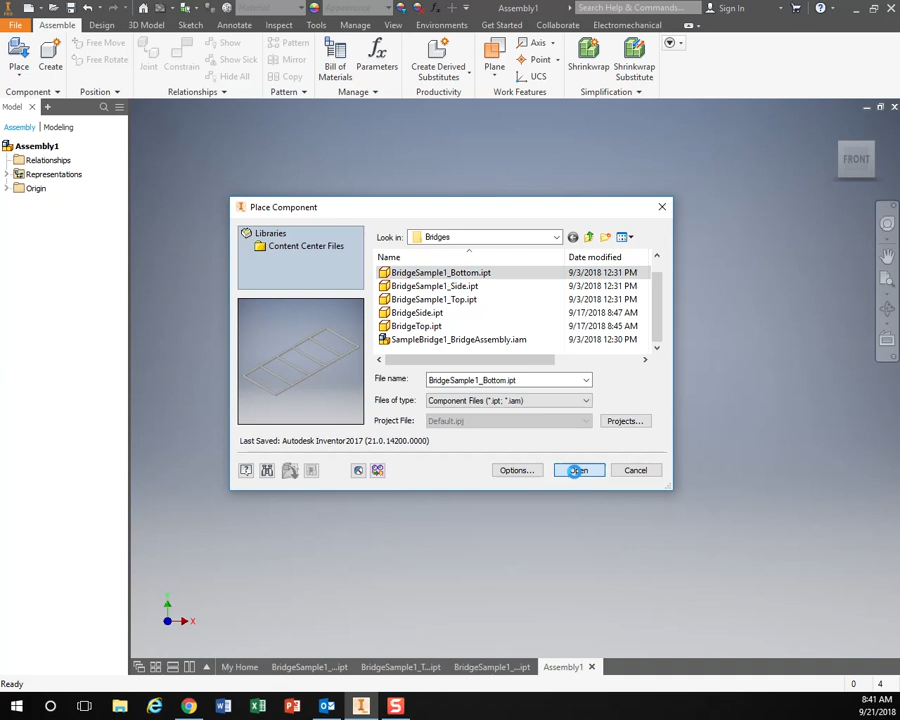 Material
Appearance
Assembly1
Search Help & Commands...
Sign In
File Assemble Design 3D Model Sketch Annotate Inspect Tools Manage View Environments Get Started Collaborate Electromechanical
Place
Create
Free Move
Free Rotate
Joint
Constrain
Show
Show Sick
Hide All
Pattern
Mirror
Copy
Bill of
Materials
Parameters
Create Derived
Substitutes
Plane
Axis
Point
UCS
Shrinkwrap
Shrinkwrap
Substitute
Component Position Relationships Pattern Manage Productivity Work Features Simplification
Model
Assembly Modeling
Assembly1
Relationships
Representations
Origin
FRONT
Place Component
Libraries
Content Center Files
Look in: Bridges
Name Date modified
BridgeSample1_Bottom.ipt 9/3/2018 12:31 PM
BridgeSample1_Side.ipt 9/3/2018 12:31 PM
BridgeSample1_Top.ipt 9/3/2018 12:31 PM
BridgeSide.ipt 9/17/2018 8:47 AM
BridgeTop.ipt 9/17/2018 8:45 AM
SampleBridge1_BridgeAssembly.iam 9/3/2018 12:30 PM
File name: BridgeSample1_Bottom.ipt
Files of type: Component Files (*.ipt; *.iam)
Project File: Default.ipj Projects...
Last Saved: Autodesk Inventor2017 (21.0.14200.0000)
Options... Open Cancel
X
My Home BridgeSample1_...ipt BridgeSample1_T...ipt BridgeSample1_...ipt Assembly1
Ready 0 4
8:41 AM
9/21/2018